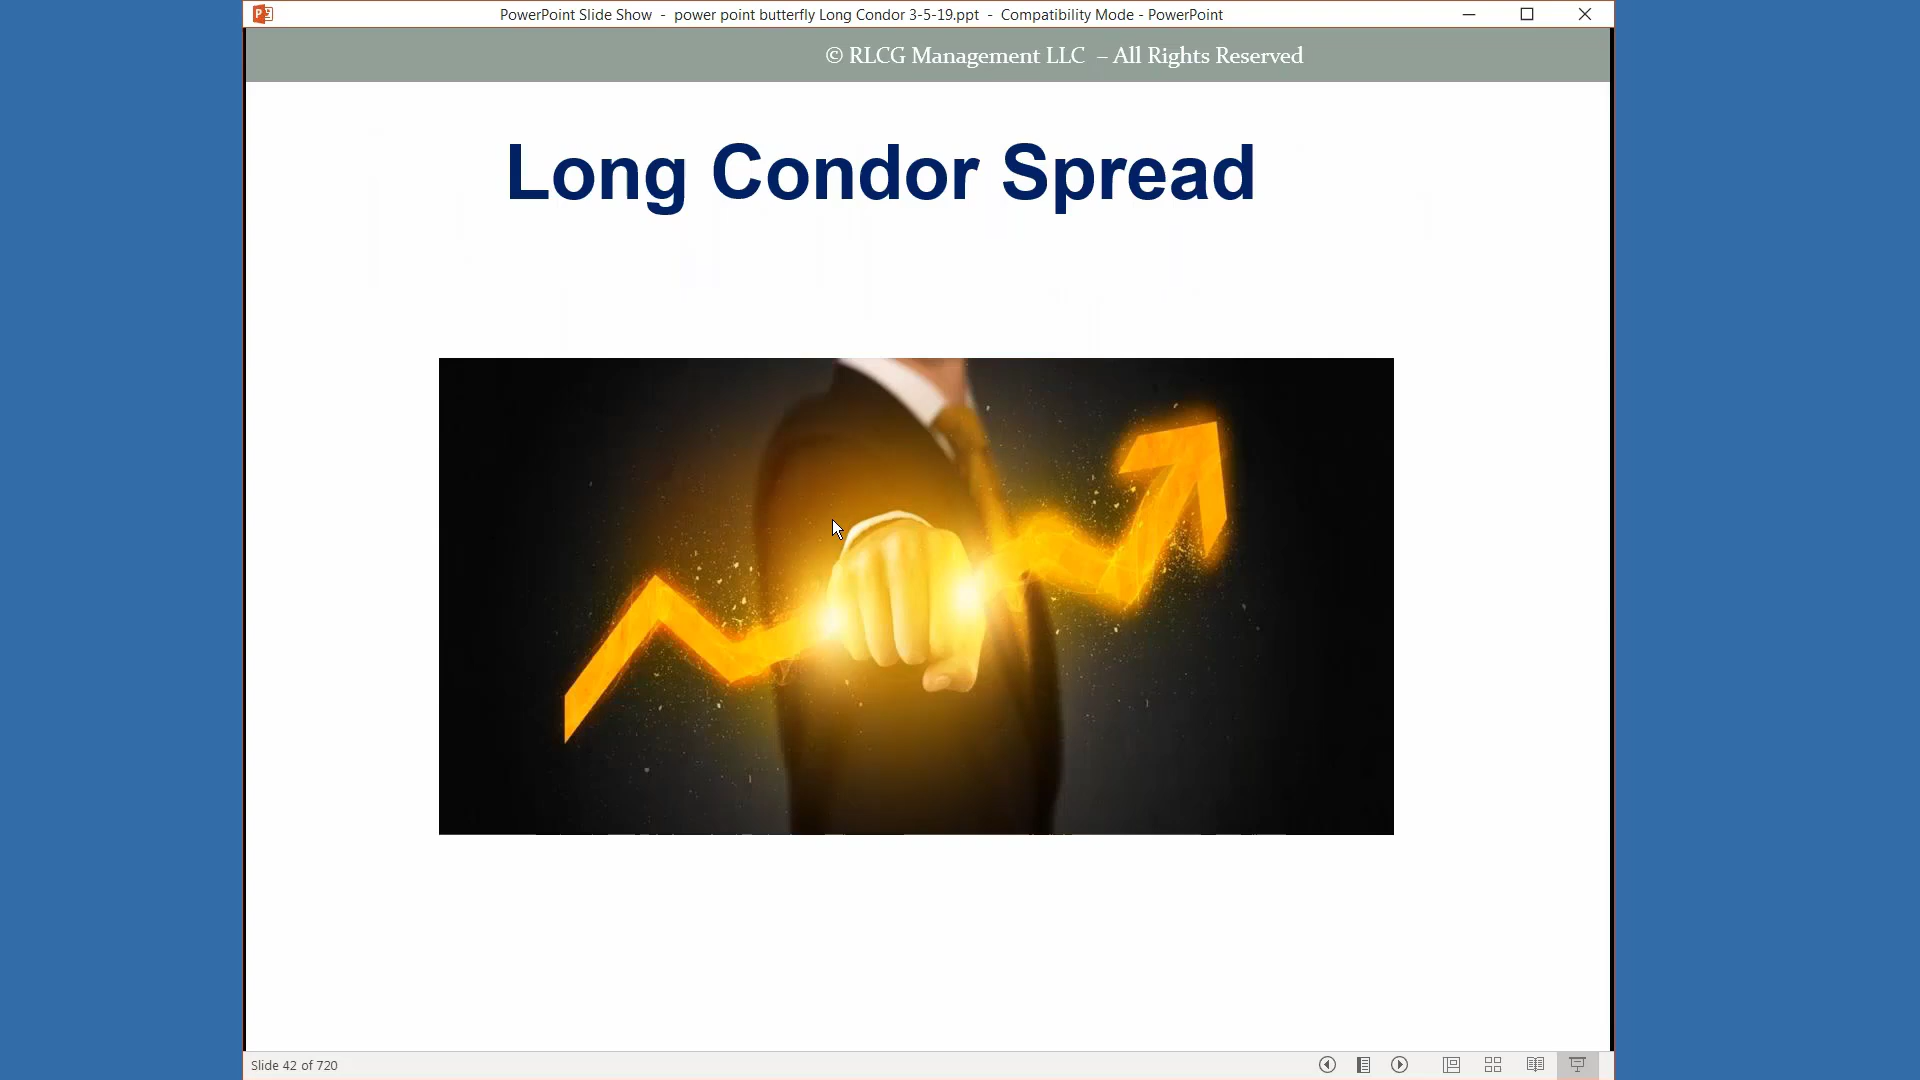 PowerPoint Slide Show - power point butterfly Long Condor 3-5-19.ppt - Compatibility Mode - PowerPoint
© RLCG Management LLC – All Rights Reserved
Long Condor Spread
Slide 42 of 720